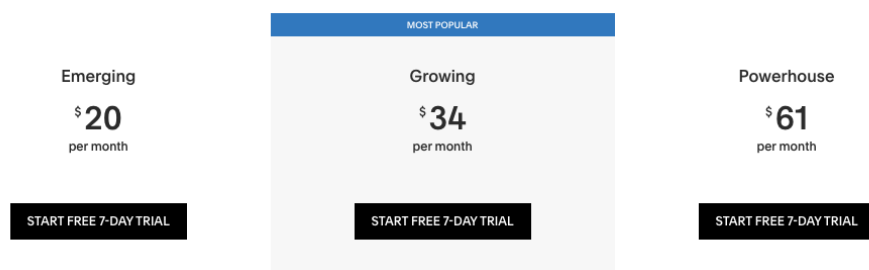 MOST POPULAR
Emerging
$20
per month
START FREE 7-DAY TRIAL
Growing
$34
per month
START FREE 7-DAY TRIAL
Powerhouse
$61
per month
START FREE 7-DAY TRIAL